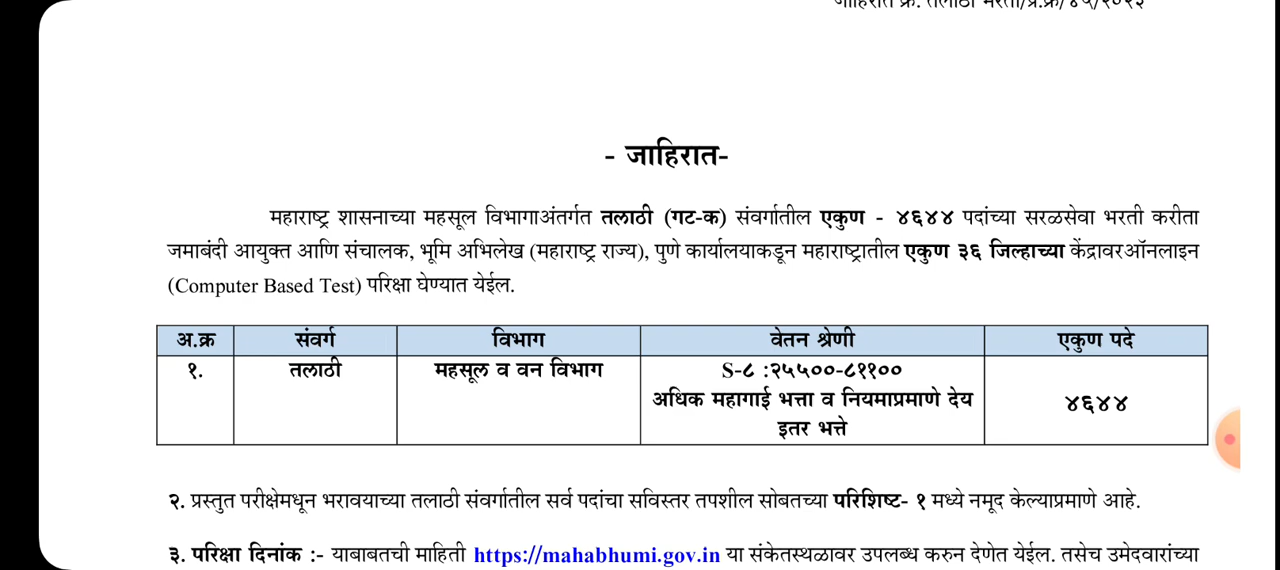 जाहिरात क्र. तलाठी भरती/प्र.क्र/४५/२०२३
- जाहिरात-
महाराष्ट्र शासनाच्या महसूल विभागाअंतर्गत तलाठी (गट-क) संवर्गातील एकुण - ४६४४ पदांच्या सरळसेवा भरती करीता
जमाबंदी आयुक्त आणि संचालक, भूमि अभिलेख (महाराष्ट्र राज्य), पुणे कार्यालयाकडून महाराष्ट्रातील एकुण ३६ जिल्हाच्या केंद्रावरऑनलाइन
(Computer Based Test) परिक्षा घेण्यात येईल.
अ.क्र संवर्ग विभाग वेतन श्रेणी एकुण पदे
१. तलाठी महसूल व वन विभाग S-८ :२५५००-८११००
अधिक महागाई भत्ता व नियमाप्रमाणे देय
इतर भत्ते
४६४४
२. प्रस्तुत परीक्षेमधून भरावयाच्या तलाठी संवर्गातील सर्व पदांचा सविस्तर तपशील सोबतच्या परिशिष्ट- १ मध्ये नमूद केल्याप्रमाणे आहे.
३. परिक्षा दिनांक :- याबाबतची माहिती https://mahabhumi.gov.in या संकेतस्थळावर उपलब्ध करुन देणेत येईल. तसेच उमेदवारांच्या